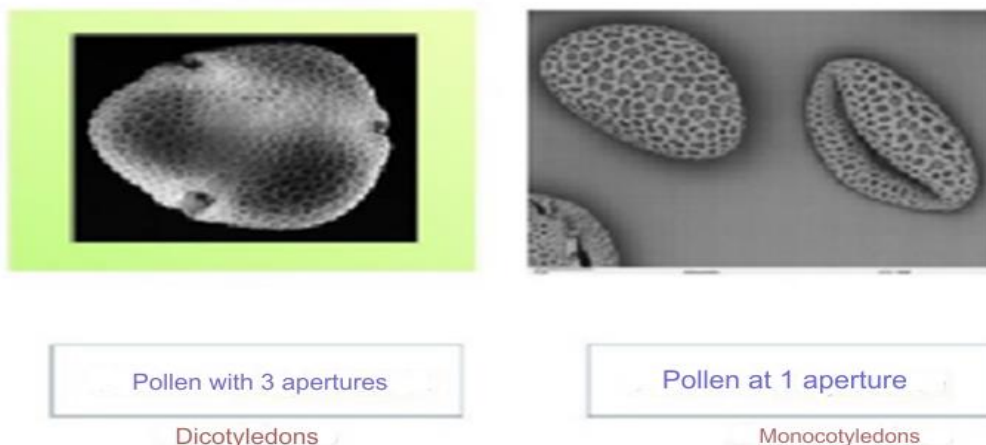 Pollen with 3 apertures
Pollen at 1 aperture
Dicotyledons
Monocotyledons